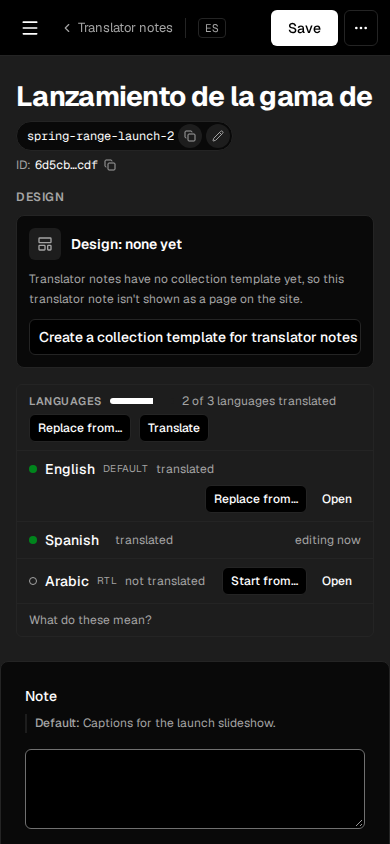 Translator notes
ES
Save
Lanzamiento de la gama de
spring-range-launch-2
ID: 6d5cb…cdf
DESIGN
Design: none yet
Translator notes have no collection template yet, so this
translator note isn't shown as a page on the site.
Create a collection template for translator notes
LANGUAGES 2 of 3 languages translated
Replace from… Translate
English DEFAULT translated
Replace from… Open
Spanish translated editing now
Arabic RTL not translated Start from… Open
What do these mean?
Note
Default: Captions for the launch slideshow.